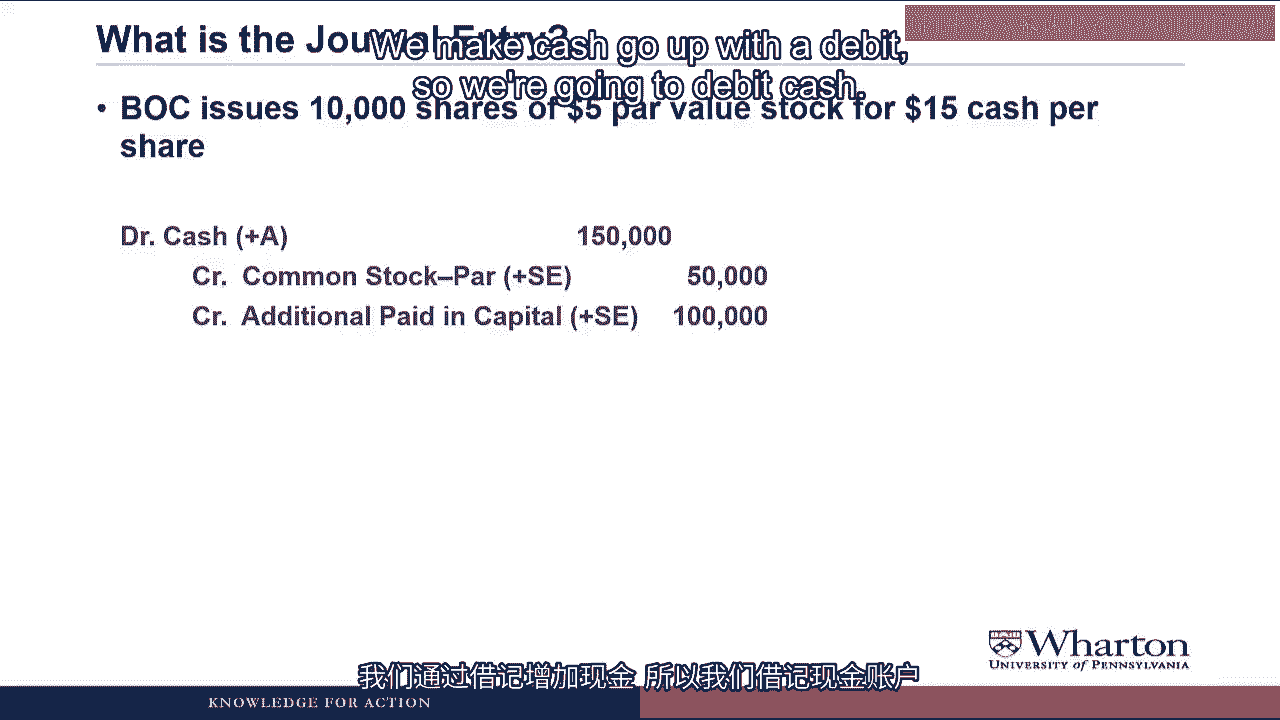 What is the Journal Entry?
We make cash go up with a debit,
so we're going to debit cash.
• BOC issues 10,000 shares of $5 par value stock for $15 cash per
share
Dr. Cash (+A) 150,000
Cr. Common Stock–Par (+SE) 50,000
Cr. Additional Paid in Capital (+SE) 100,000
Wharton
UNIVERSITY of PENNSYLVANIA
我们通过借记增加现金 所以我们借记现金账户
KNOWLEDGE FOR ACTION